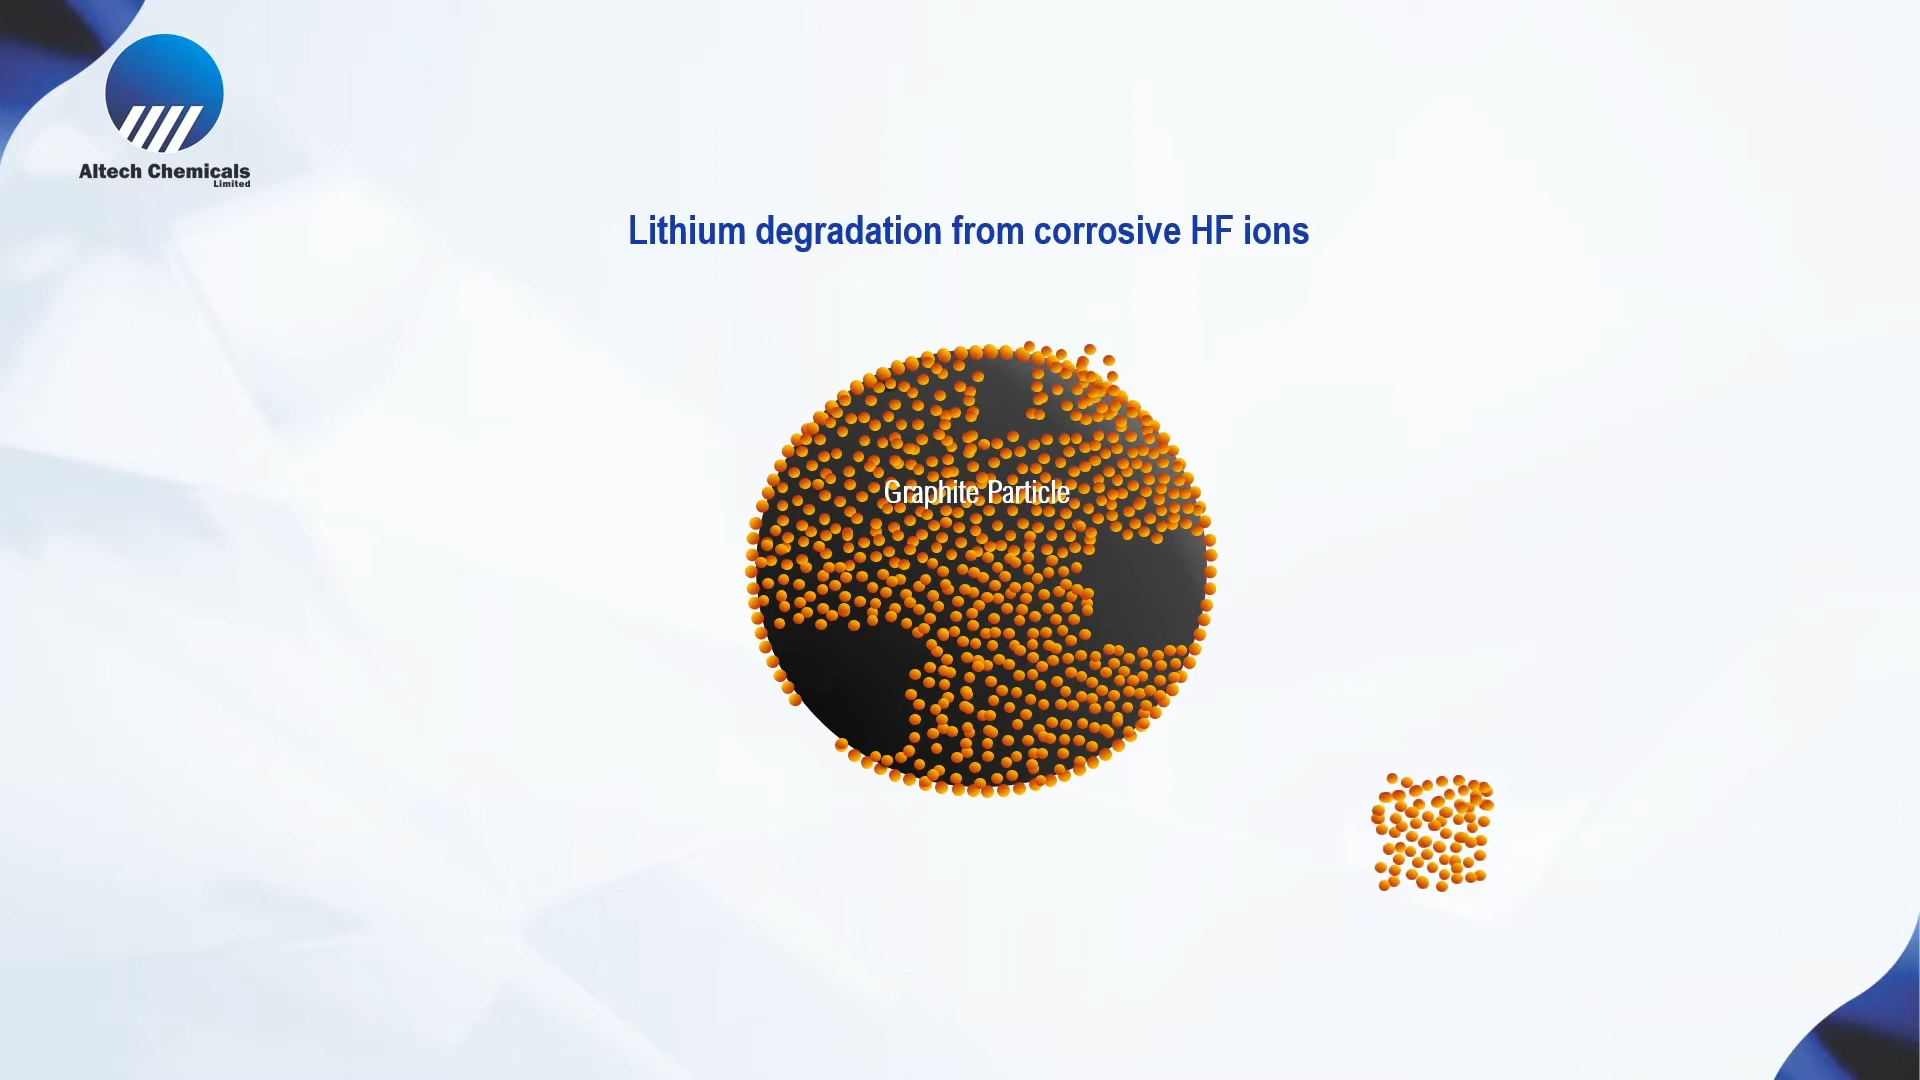 Altech Chemicals
Limited
Lithium degradation from corrosive HF ions
Graphite Particle